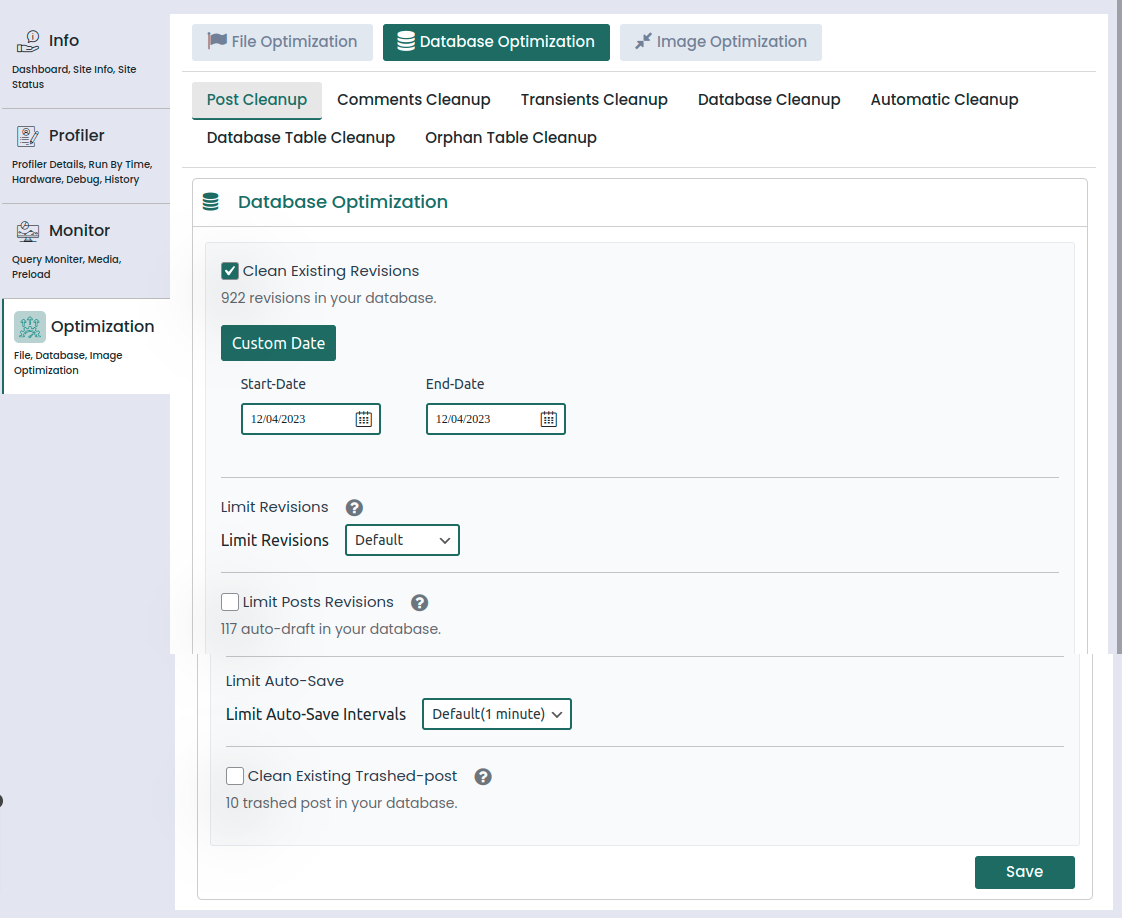 Info
Dashboard, Site Info, Site
Status
Profiler
Profiler Details, Run By Time,
Hardware, Debug, History
Monitor
Query Moniter, Media,
Preload
Optimization
File, Database, Image
Optimization
File Optimization
Database Optimization
Image Optimization
Post Cleanup
Comments Cleanup
Transients Cleanup
Database Cleanup
Automatic Cleanup
Database Table Cleanup
Orphan Table Cleanup
Database Optimization
Clean Existing Revisions
922 revisions in your database.
Custom Date
Start-Date
End-Date
12/04/2023
12/04/2023
Limit Revisions ?
Limit Revisions Default
Limit Posts Revisions ?
117 auto-draft in your database.
Limit Auto-Save
Limit Auto-Save Intervals Default(1 minute)
Clean Existing Trashed-post ?
10 trashed post in your database.
Save